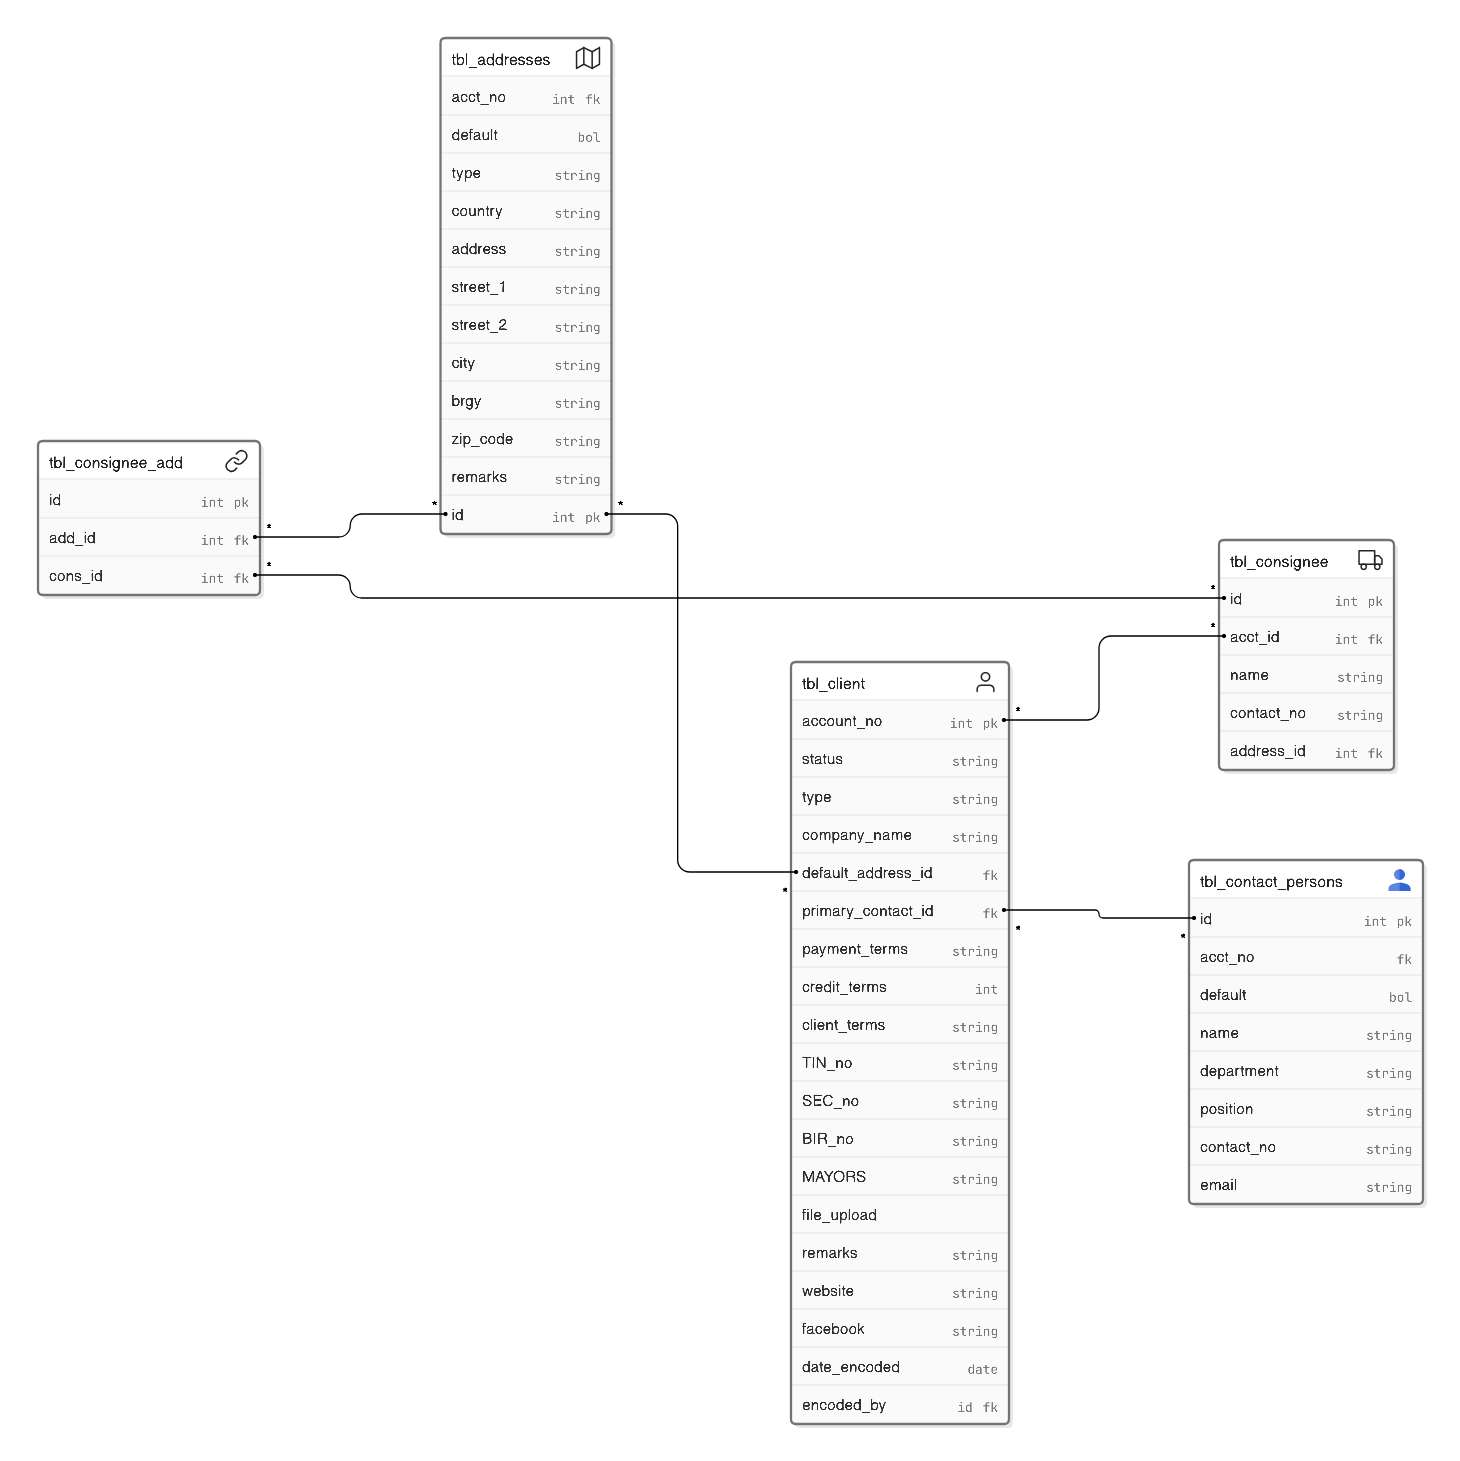 tbl_addresses
acct_no int fk
default bol
type string
country string
address string
street_1 string
street_2 string
city string
brgy string
zip_code string
remarks string
* id int pk *
tbl_consignee_add
id int pk
add_id int fk *
cons_id int fk *
tbl_consignee
* id int pk
* acct_id int fk
name string
contact_no string
address_id int fk
tbl_client
account_no int pk *
status string
type string
company_name string
default_address_id fk
*
primary_contact_id fk
*
payment_terms string
credit_terms int
client_terms string
TIN_no string
SEC_no string
BIR_no string
MAYORS string
file_upload
remarks string
website string
facebook string
date_encoded date
encoded_by id fk
tbl_contact_persons
id int pk
*
acct_no fk
default bol
name string
department string
position string
contact_no string
email string